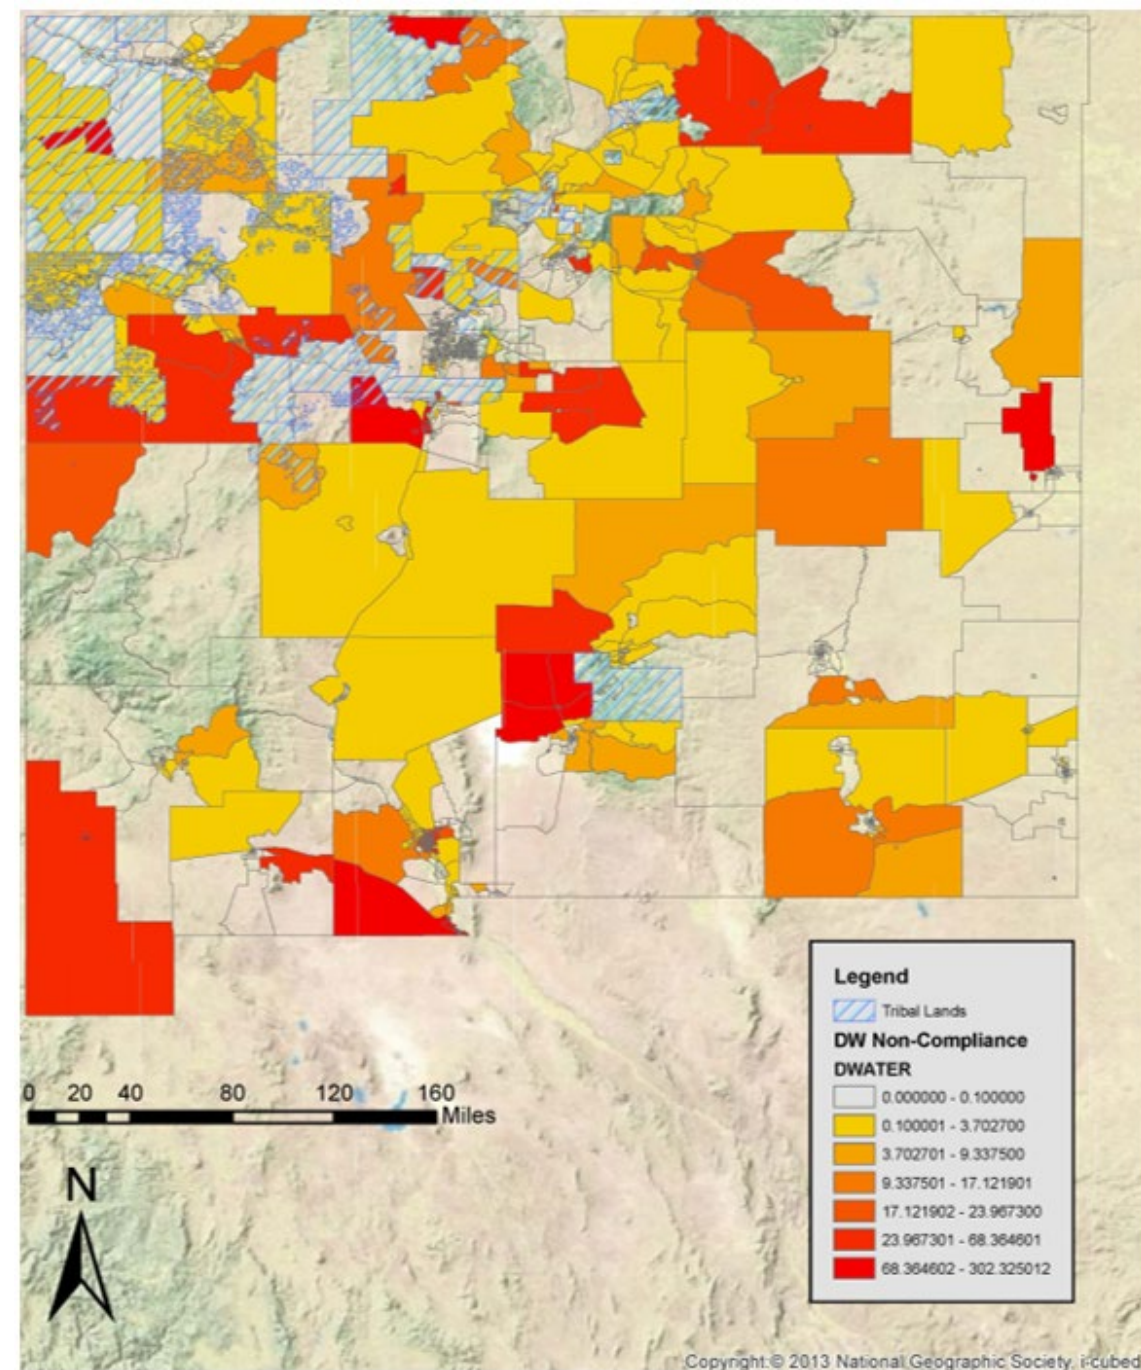 Legend
Tribal Lands
DW Non-Compliance
DWATER
0.000000 - 0.100000
0.100001 - 3.702700
3.702701 - 9.337500
9.337501 - 17.121901
17.121902 - 23.967300
23.967301 - 68.364601
68.364602 - 302.325012
0 20 40 80 120 160
Miles
N
Copyright:© 2013 National Geographic Society, i-cubed